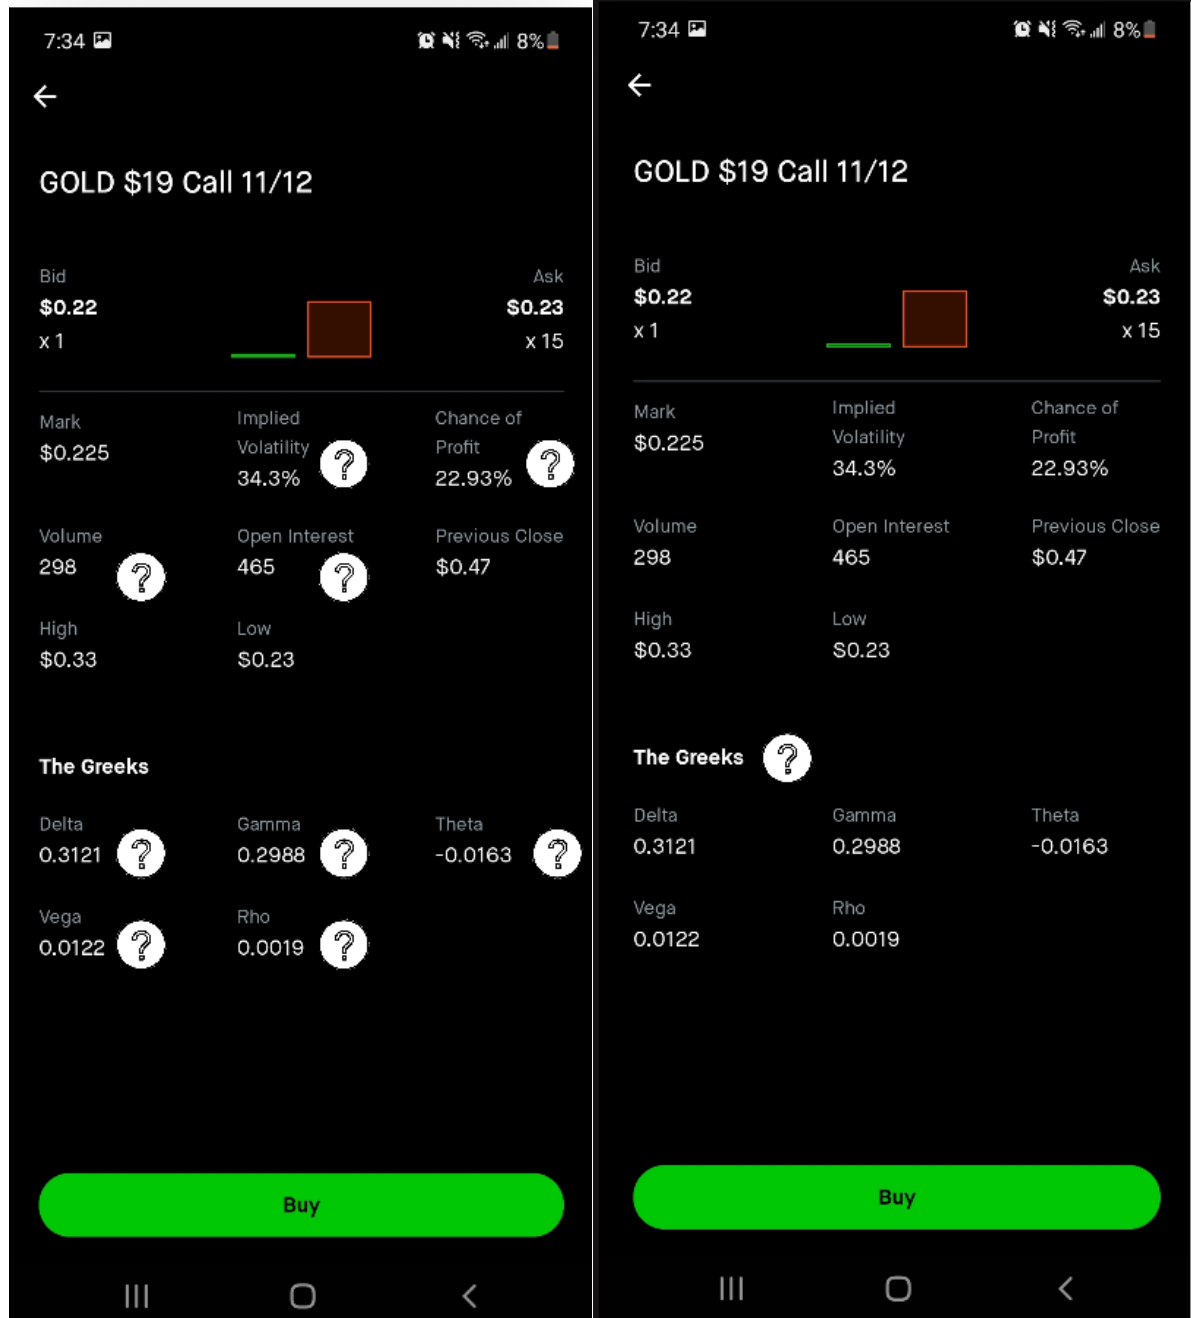 7:34 8%
GOLD $19 Call 11/12
Bid Ask
$0.22 $0.23
x 1 x 15
Mark Implied Volatility Chance of Profit
$0.225 34.3% ? 22.93% ?
Volume Open Interest Previous Close
298 ? 465 ? $0.47
High Low
$0.33 $0.23
The Greeks
Delta Gamma Theta
0.3121 ? 0.2988 ? -0.0163 ?
Vega Rho
0.0122 ? 0.0019 ?
Buy
7:34 8%
GOLD $19 Call 11/12
Bid Ask
$0.22 $0.23
x 1 x 15
Mark Implied Volatility Chance of Profit
$0.225 34.3% 22.93%
Volume Open Interest Previous Close
298 465 $0.47
High Low
$0.33 $0.23
The Greeks ?
Delta Gamma Theta
0.3121 0.2988 -0.0163
Vega Rho
0.0122 0.0019
Buy